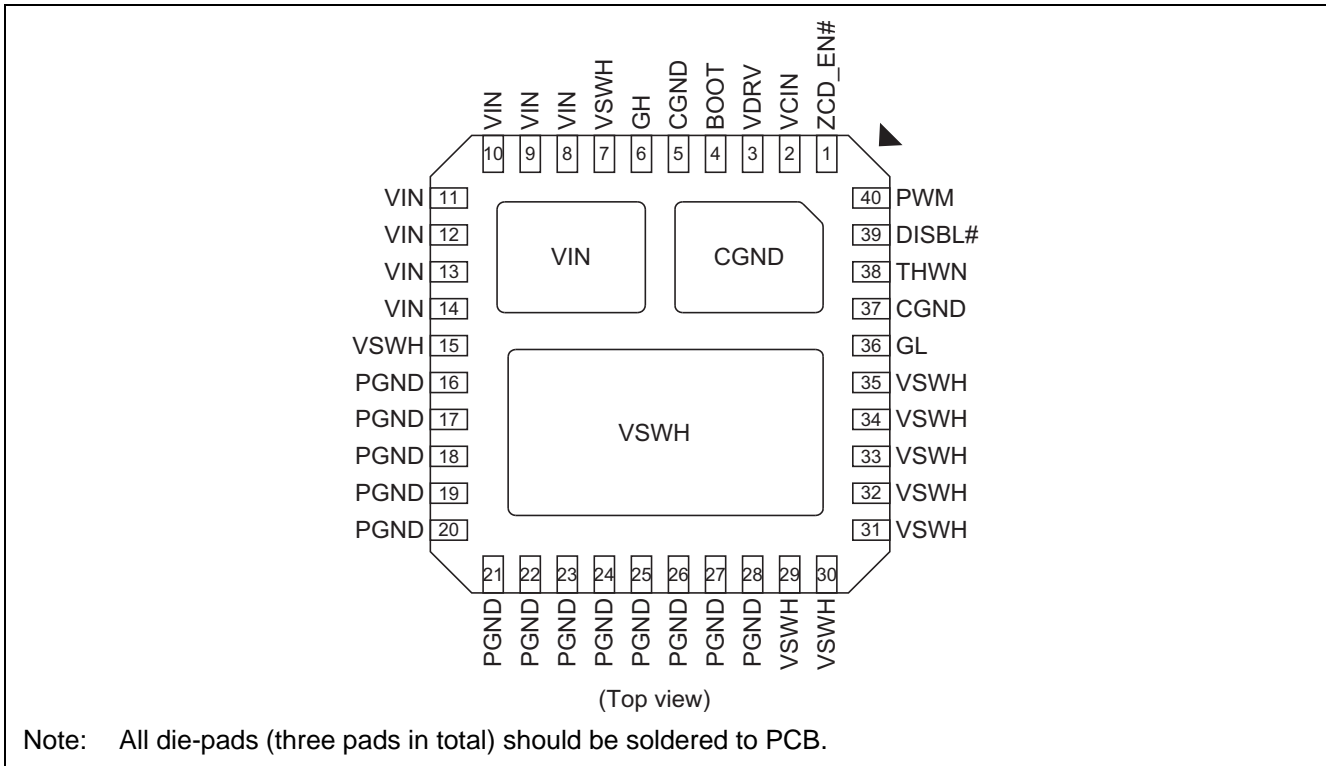 VIN VIN VIN VSWH GH CGND BOOT VDRV VCIN ZCD_EN#
10 9 8 7 6 5 4 3 2 1
VIN 11 40 PWM
VIN 12 39 DISBL#
VIN 13 38 THWN
VIN 14 37 CGND
VSWH 15 36 GL
PGND 16 35 VSWH
PGND 17 34 VSWH
PGND 18 33 VSWH
PGND 19 32 VSWH
PGND 20 31 VSWH
VIN CGND
VSWH
21 22 23 24 25 26 27 28 29 30
PGND PGND PGND PGND PGND PGND PGND PGND VSWH VSWH
(Top view)
Note: All die-pads (three pads in total) should be soldered to PCB.